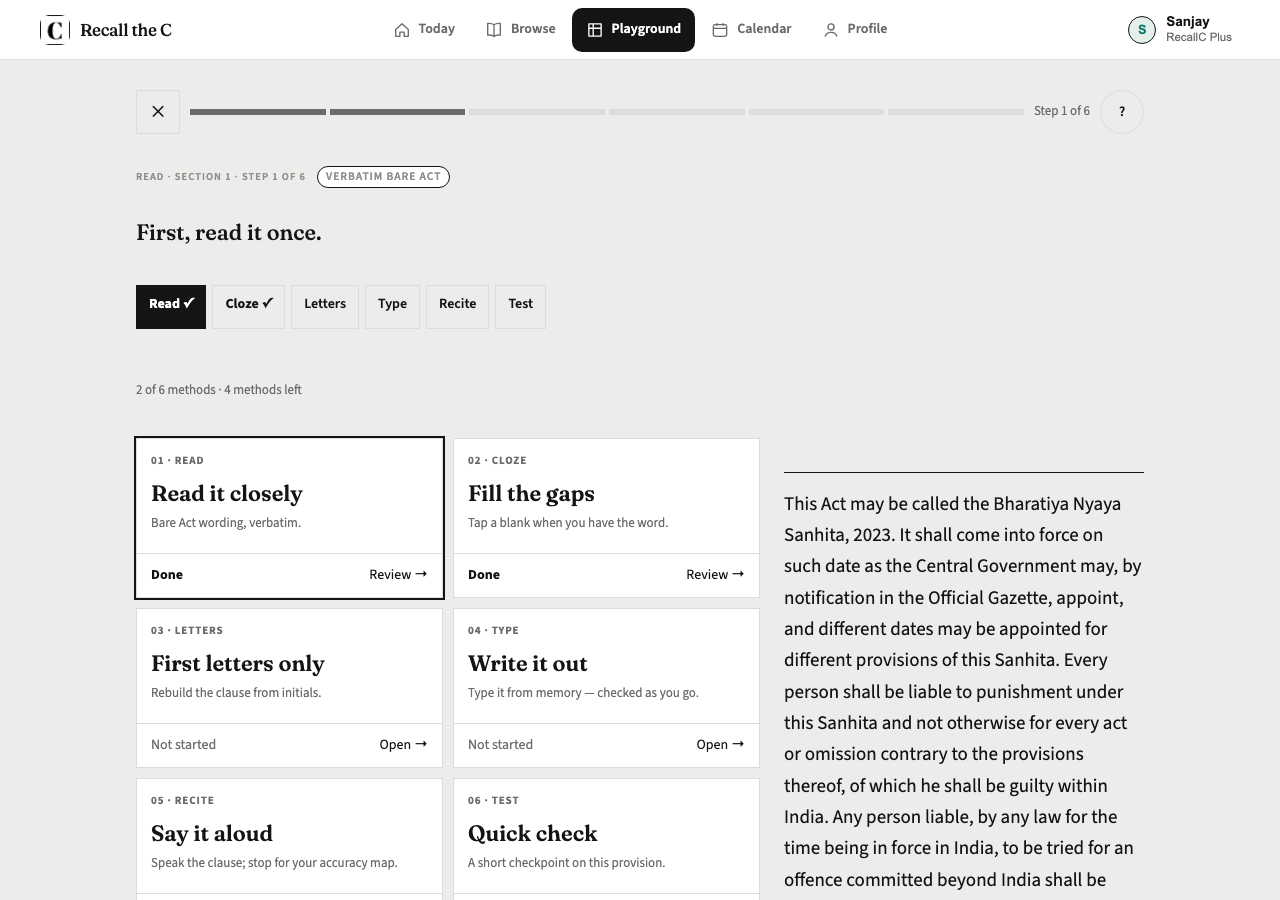 C Recall the C
Today
Browse
Playground
Calendar
Profile
S
Sanjay
RecallC Plus
Step 1 of 6
?
READ · SECTION 1 · STEP 1 OF 6
VERBATIM BARE ACT
First, read it once.
Read ✓
Cloze ✓
Letters
Type
Recite
Test
2 of 6 methods · 4 methods left
01 · READ
Read it closely
Bare Act wording, verbatim.
Done
Review →
02 · CLOZE
Fill the gaps
Tap a blank when you have the word.
Done
Review →
03 · LETTERS
First letters only
Rebuild the clause from initials.
Not started
Open →
04 · TYPE
Write it out
Type it from memory — checked as you go.
Not started
Open →
05 · RECITE
Say it aloud
Speak the clause; stop for your accuracy map.
06 · TEST
Quick check
A short checkpoint on this provision.
This Act may be called the Bharatiya Nyaya
Sanhita, 2023. It shall come into force on
such date as the Central Government may, by
notification in the Official Gazette, appoint,
and different dates may be appointed for
different provisions of this Sanhita. Every
person shall be liable to punishment under
this Sanhita and not otherwise for every act
or omission contrary to the provisions
thereof, of which he shall be guilty within
India. Any person liable, by any law for the
time being in force in India, to be tried for an
offence committed beyond India shall be